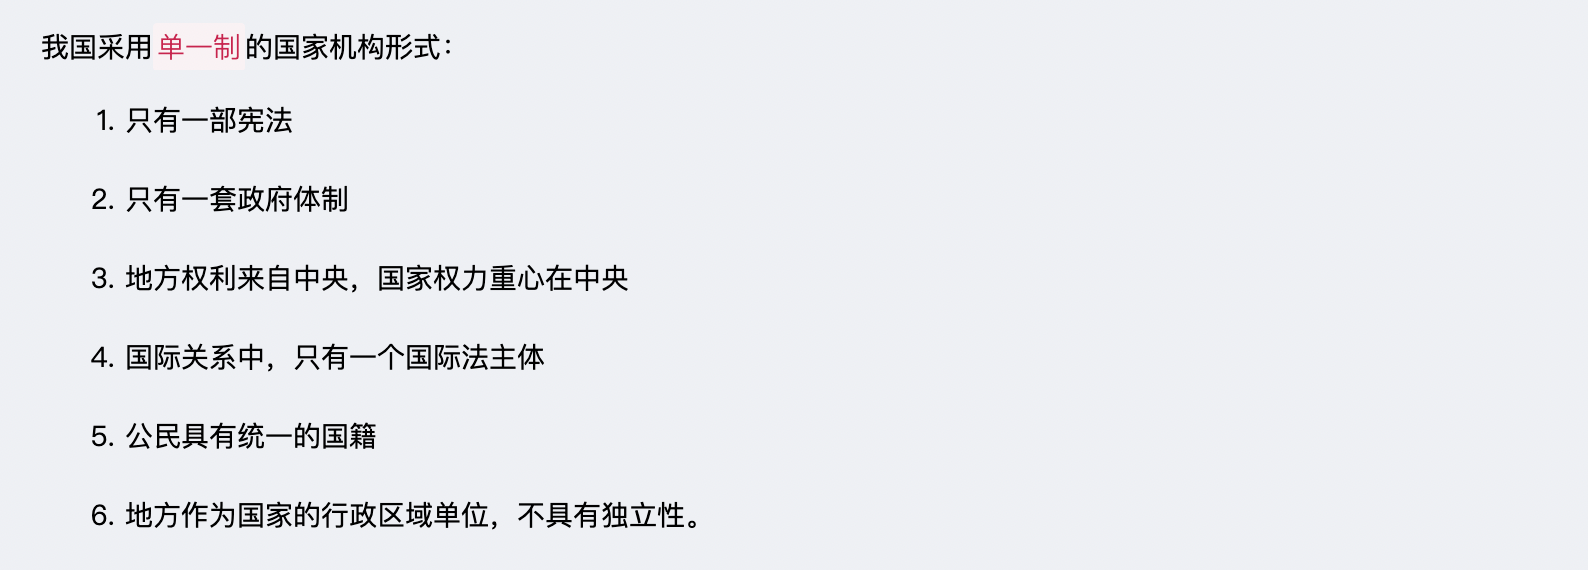 我国采用单一制的国家机构形式：
1. 只有一部宪法
2. 只有一套政府体制
3. 地方权利来自中央，国家权力重心在中央
4. 国际关系中，只有一个国际法主体
5. 公民具有统一的国籍
6. 地方作为国家的行政区域单位，不具有独立性。